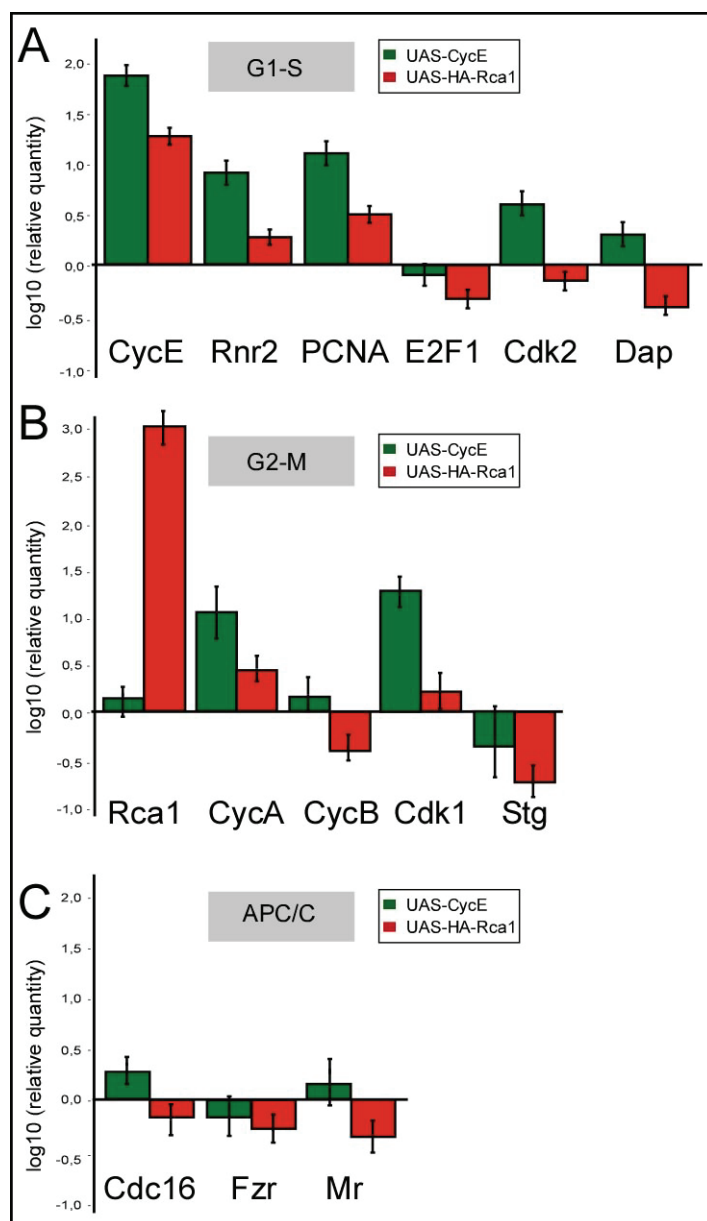 A
G1-S
UAS-CycE
UAS-HA-Rca1
log10 (relative quantity)
2,0
1,5
1,0
0,5
0,0
-0,5
-1,0
CycE Rnr2 PCNA E2F1 Cdk2 Dap
B
G2-M
UAS-CycE
UAS-HA-Rca1
log10 (relative quantity)
3,0
2,5
2,0
1,5
1,0
0,5
0,0
-0,5
-1,0
Rca1 CycA CycB Cdk1 Stg
C
APC/C
UAS-CycE
UAS-HA-Rca1
log10 (relative quantity)
2,0
1,5
1,0
0,5
0,0
-0,5
-1,0
Cdc16 Fzr Mr